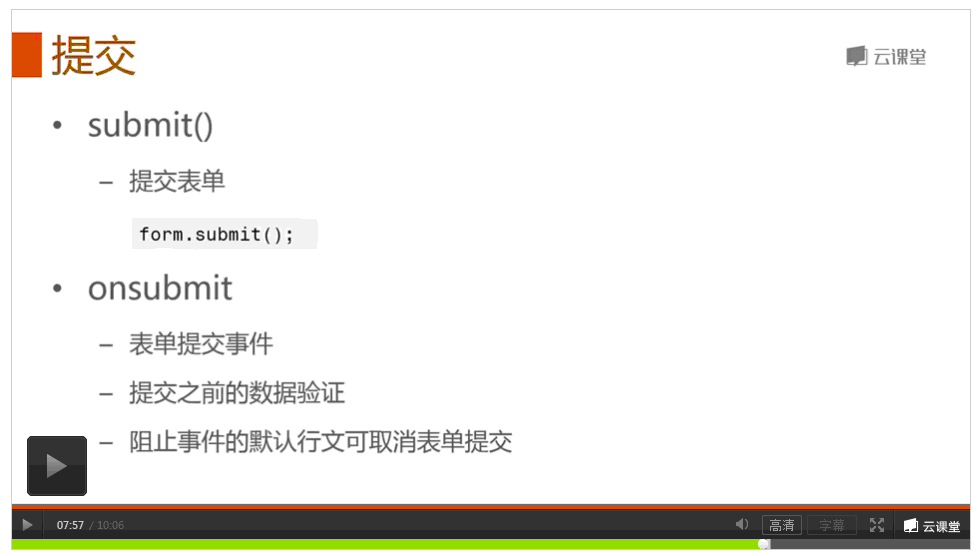 提交
云课堂
• submit()
– 提交表单
form.submit();
• onsubmit
– 表单提交事件
– 提交之前的数据验证
– 阻止事件的默认行文可取消表单提交
07:57 / 10:06
高清
字幕
云课堂